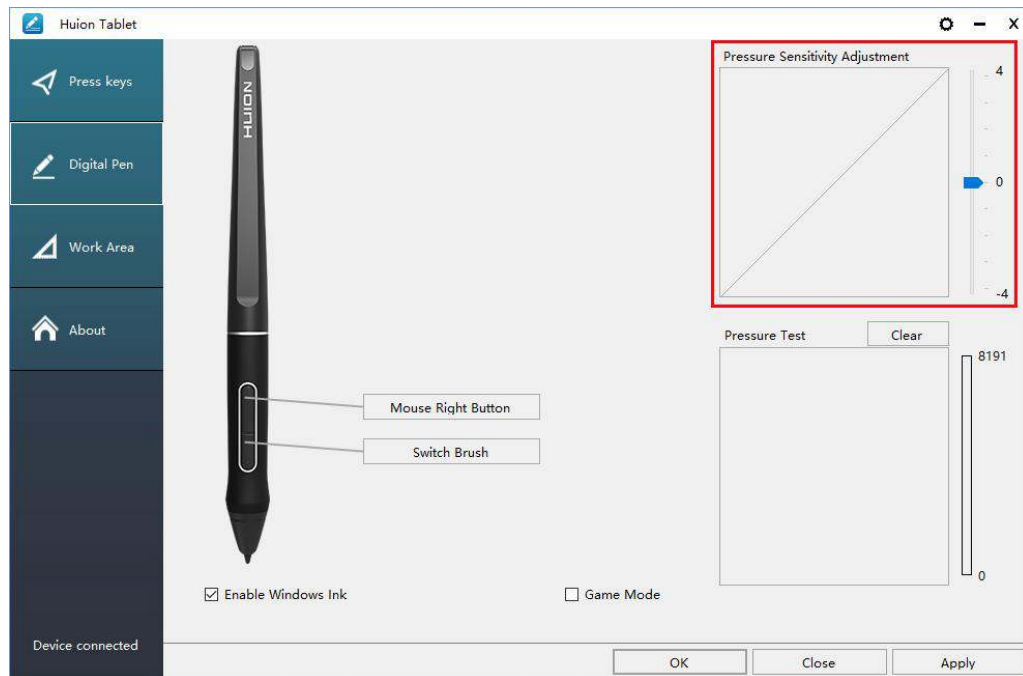 Huion Tablet
X
Press keys
Digital Pen
Work Area
About
Device connected
HUION
Mouse Right Button
Switch Brush
Enable Windows Ink
Game Mode
Pressure Sensitivity Adjustment
4
0
-4
Pressure Test
Clear
8191
0
OK
Close
Apply